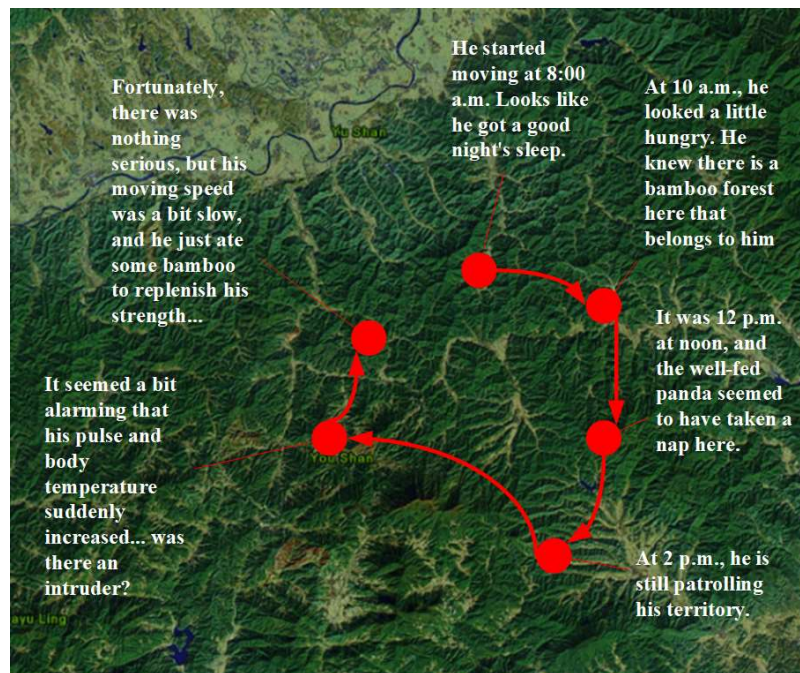 He started
moving at 8:00
a.m. Looks like
he got a good
night's sleep.
At 10 a.m., he
looked a little
hungry. He
knew there is a
bamboo forest
here that
belongs to him
It was 12 p.m.
at noon, and
the well-fed
panda seemed
to have taken a
nap here.
At 2 p.m., he is
still patrolling
his territory.
It seemed a bit
alarming that
his pulse and
body
temperature
suddenly
increased... was
there an
intruder?
Fortunately,
there was
nothing
serious, but his
moving speed
was a bit slow,
and he just ate
some bamboo
to replenish his
strength...
Yu Shan
You Shan
ayu Ling